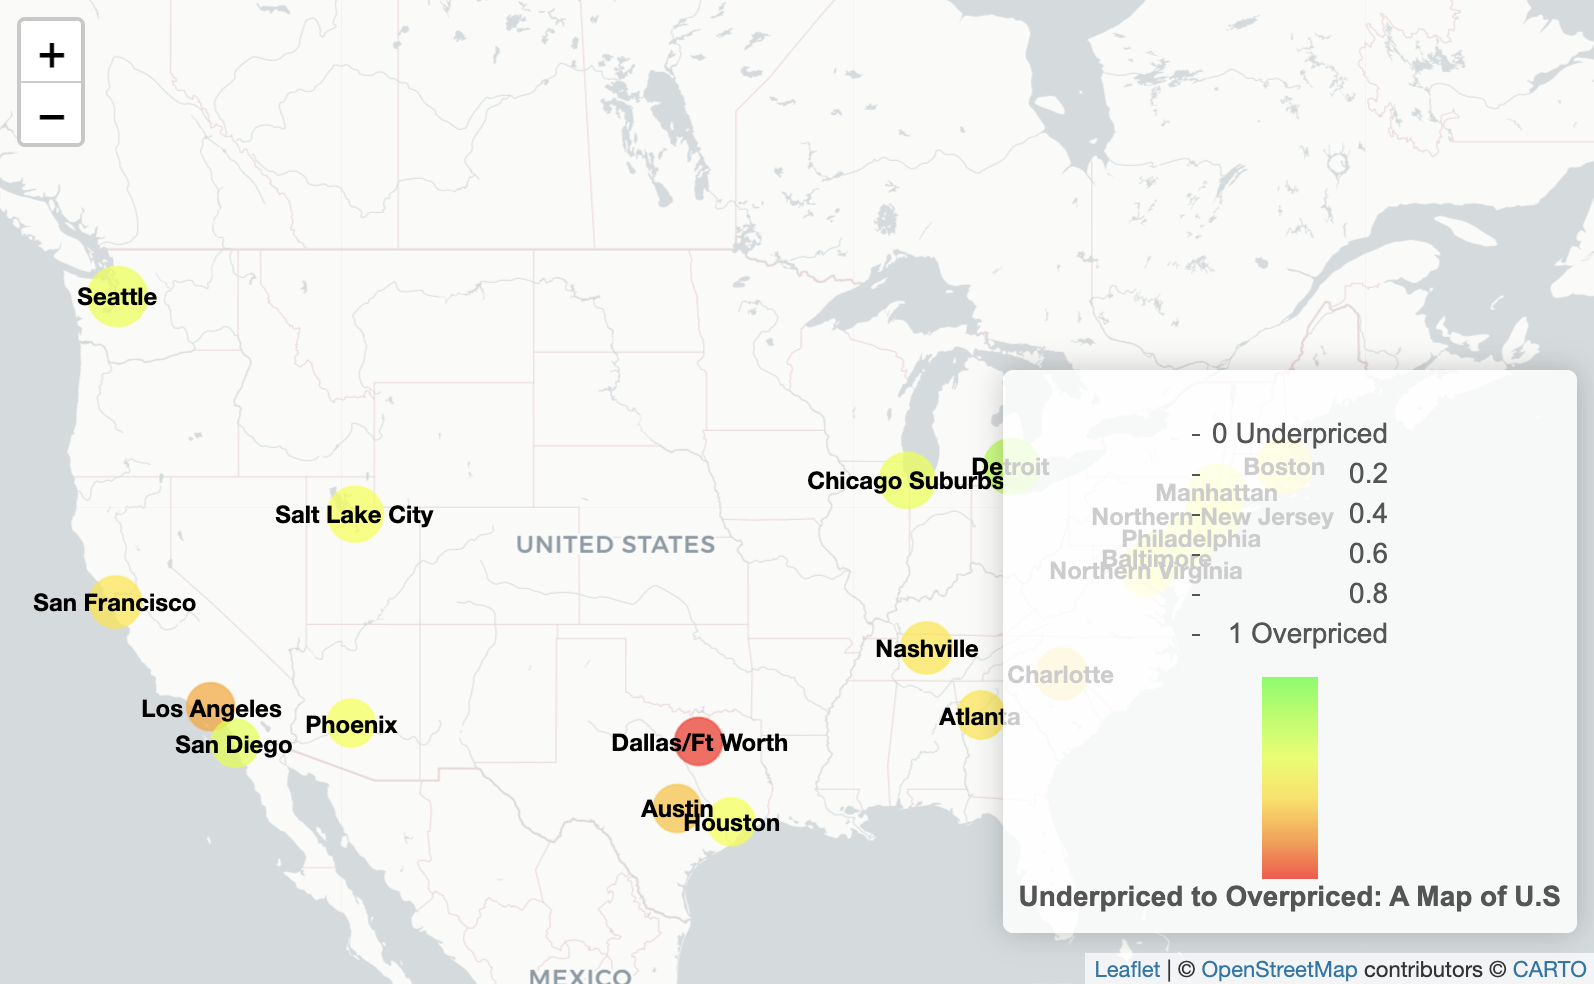 +
−
Seattle
- 0 Underpriced
Detroit
Boston
- 0.2
Chicago Suburbs
Manhattan
Salt Lake City
Northern New Jersey
- 0.4
UNITED STATES
Philadelphia
Baltimore
- 0.6
Northern Virginia
San Francisco
- 0.8
- 1 Overpriced
Nashville
Charlotte
Los Angeles
Atlanta
Phoenix
San Diego
Dallas/Ft Worth
Austin
Houston
Underpriced to Overpriced: A Map of U.S
MEXICO
Leaflet | © OpenStreetMap contributors © CARTO